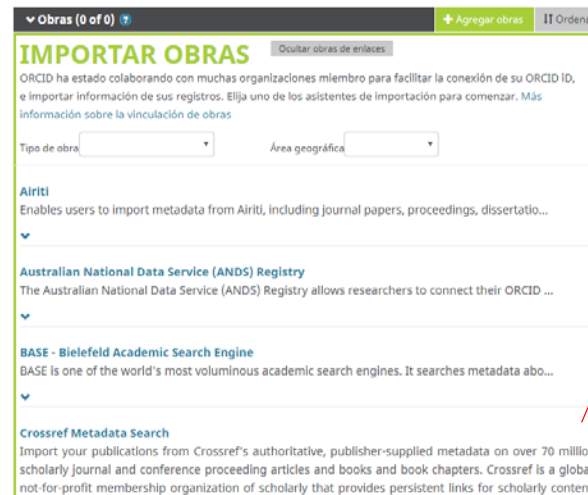 Obras (0 of 0) ?
+ Agregar obras
Ordena
IMPORTAR OBRAS
Ocultar obras de enlaces
ORCID ha estado colaborando con muchas organizaciones miembro para facilitar la conexión de su ORCID iD,
e importar información de sus registros. Elija uno de los asistentes de importación para comenzar. Más
información sobre la vinculación de obras
Tipo de obra
Área geográfica
Airiti
Enables users to import metadata from Airiti, including journal papers, proceedings, dissertatio...
Australian National Data Service (ANDS) Registry
The Australian National Data Service (ANDS) Registry allows researchers to connect their ORCID ...
BASE - Bielefeld Academic Search Engine
BASE is one of the world's most voluminous academic search engines. It searches metadata abo...
Crossref Metadata Search
Import your publications from Crossref's authoritative, publisher-supplied metadata on over 70 millio
scholarly journal and conference proceeding articles and books and book chapters. Crossref is a globa
not-for-profit membership organization of scholarly that provides persistent links for scholarly conten